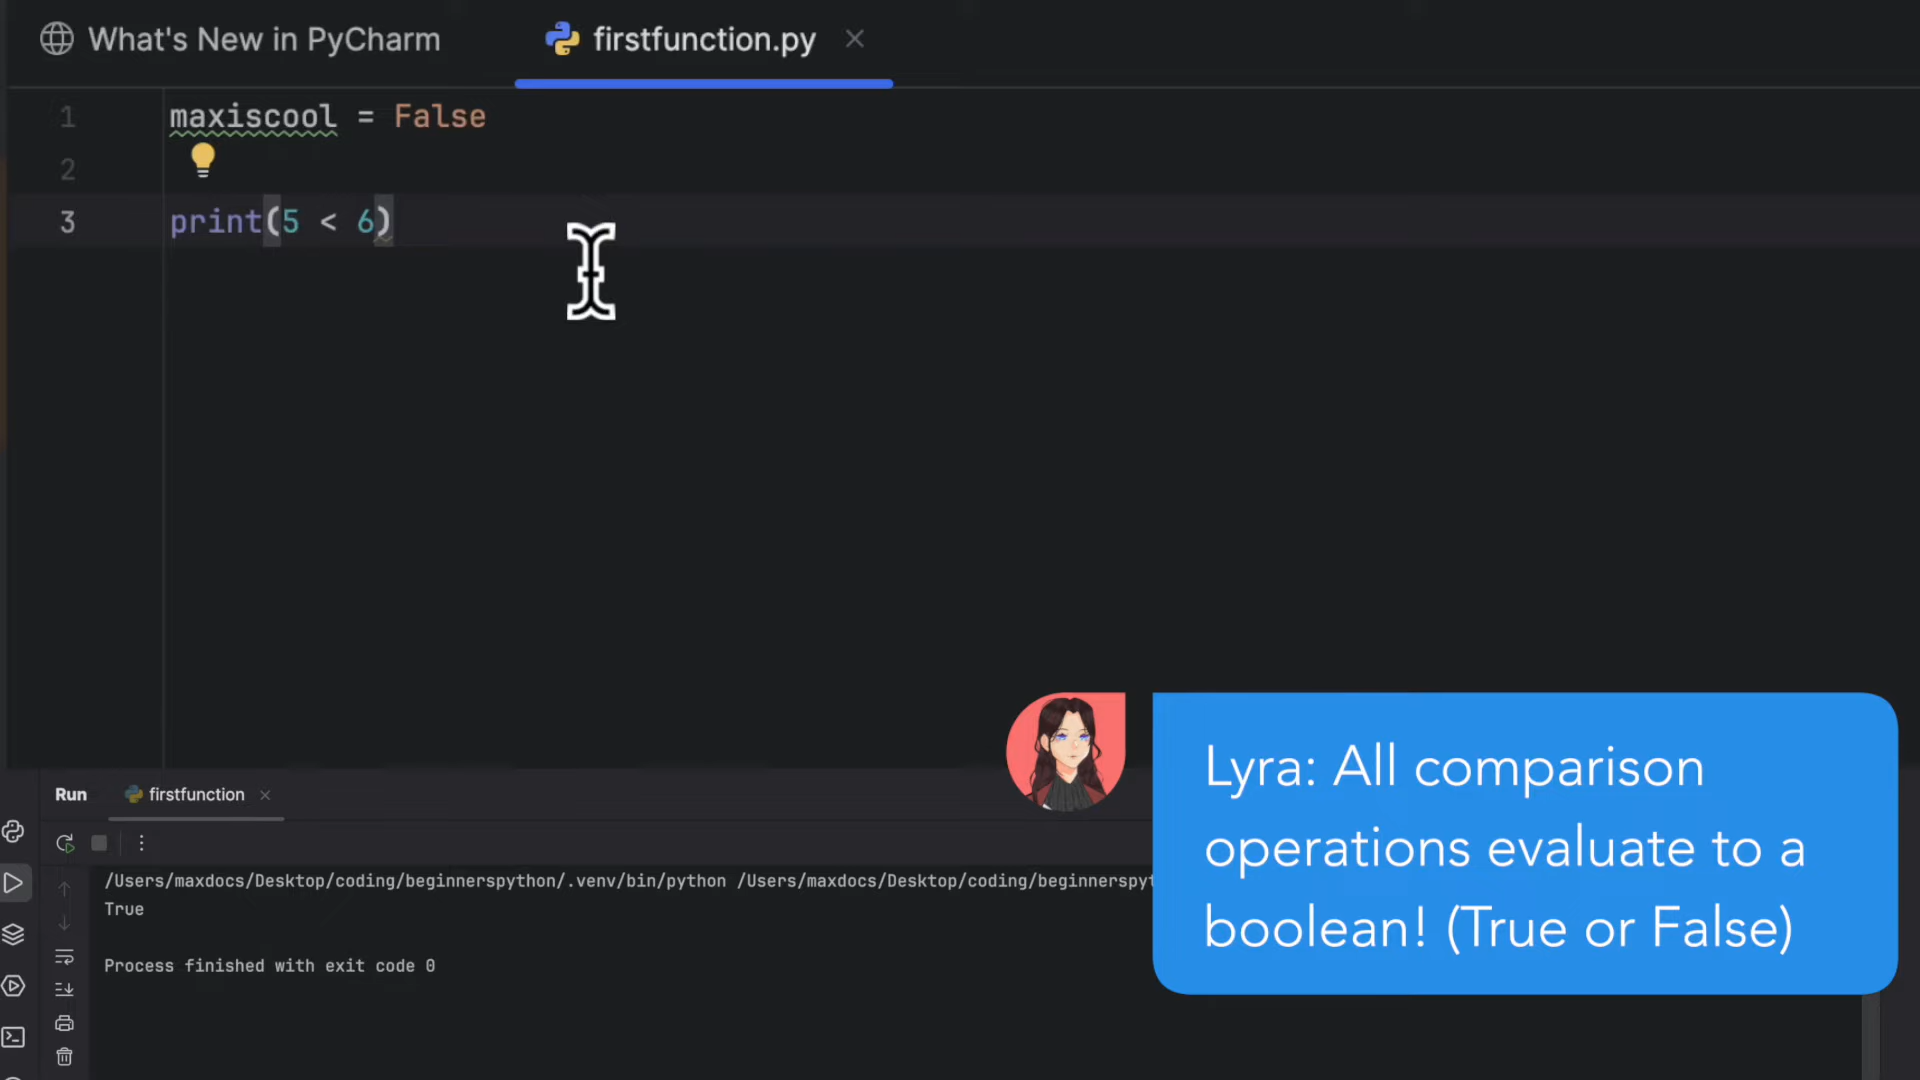 What's New in PyCharm
firstfunction.py
1 maxiscool = False
2
3 print(5 < 6)
Run
firstfunction
/Users/maxdocs/Desktop/coding/beginnerspython/.venv/bin/python /Users/maxdocs/Desktop/coding/beginnerspyt
True
Process finished with exit code 0
Lyra: All comparison
operations evaluate to a
boolean! (True or False)